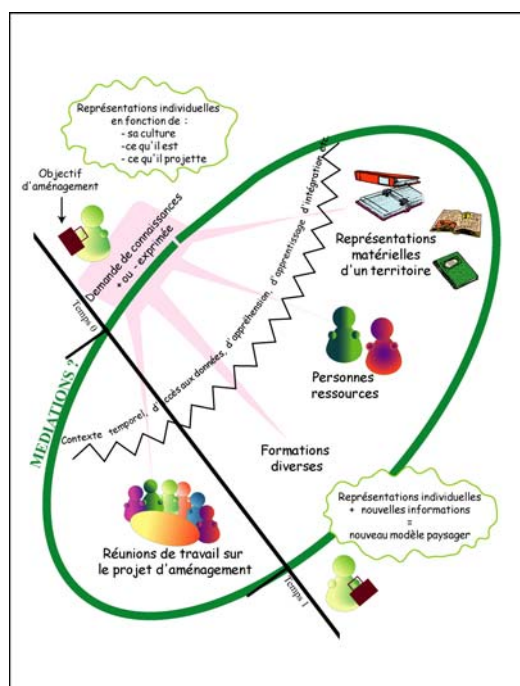 Représentations individuelles
en fonction de :
- sa culture
-ce qu'il est
- ce qu'il projette
Objectif
d'aménagement
Demande de connaissances
+ ou - exprimée
Temps 0
MEDIATIONS ?
Contexte temporel, d'accès aux données, d'appréhension, d'apprentissage d'intégration etc.
Représentations
matérielles
d'un territoire
Personnes
ressources
Formations
diverses
Réunions de travail sur
le projet d'aménagement
Représentations individuelles
+ nouvelles informations
=
nouveau modèle paysager
Temps 1